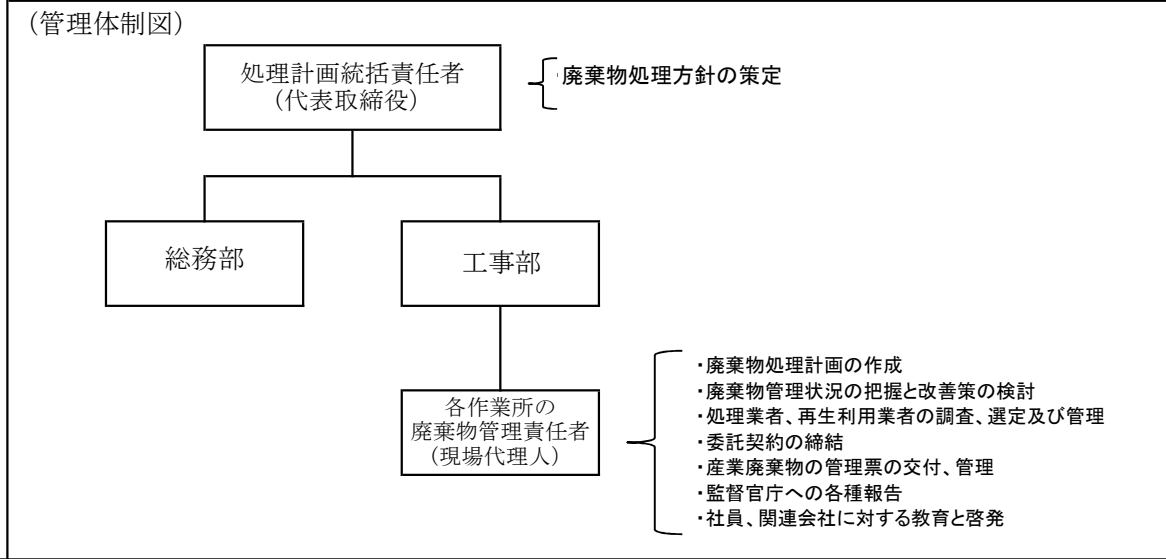 （管理体制図）
処理計画統括責任者
（代表取締役）
・廃棄物処理方針の策定
総務部
工事部
各作業所の
廃棄物管理責任者
（現場代理人）
・廃棄物処理計画の作成
・廃棄物管理状況の把握と改善策の検討
・処理業者、再生利用業者の調査、選定及び管理
・委託契約の締結
・産業廃棄物の管理票の交付、管理
・監督官庁への各種報告
・社員、関連会社に対する教育と啓発